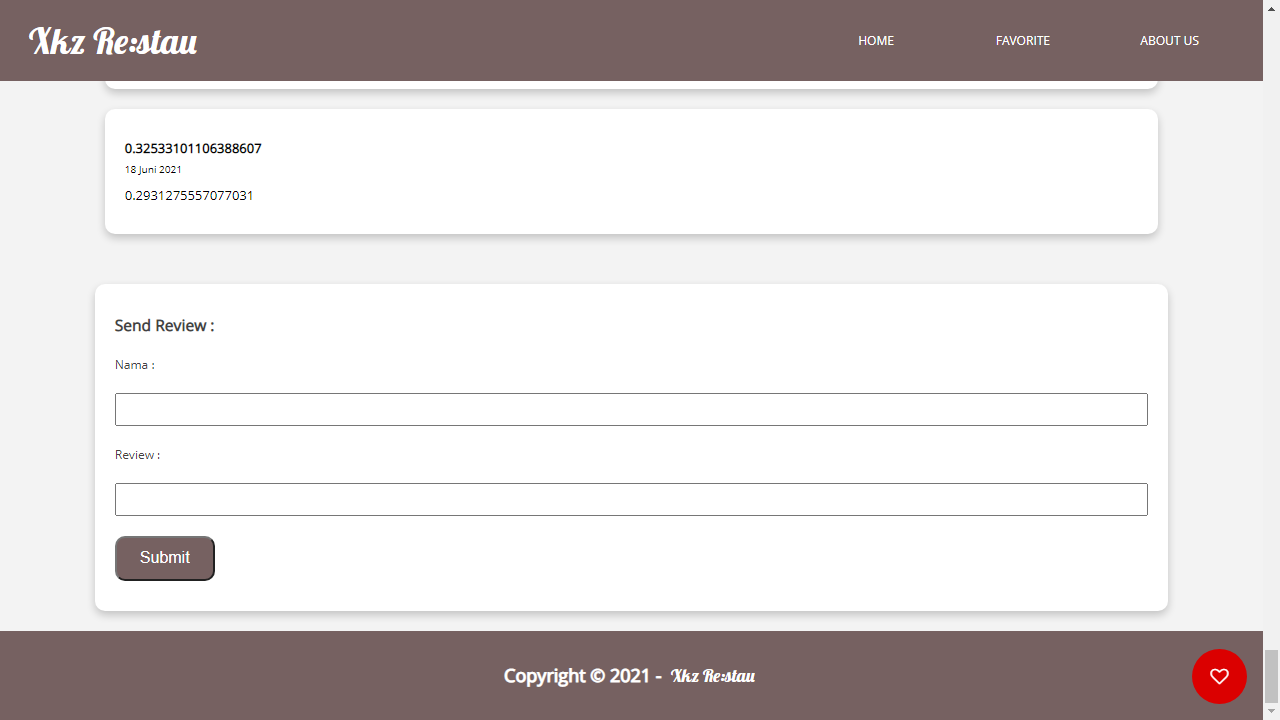 Xkz Re:stau
HOME FAVORITE ABOUT US
0.32533101106388607
18 Juni 2021
0.2931275557077031
Send Review :
Nama :
Review :
Submit
Copyright © 2021 - Xkz Re:stau